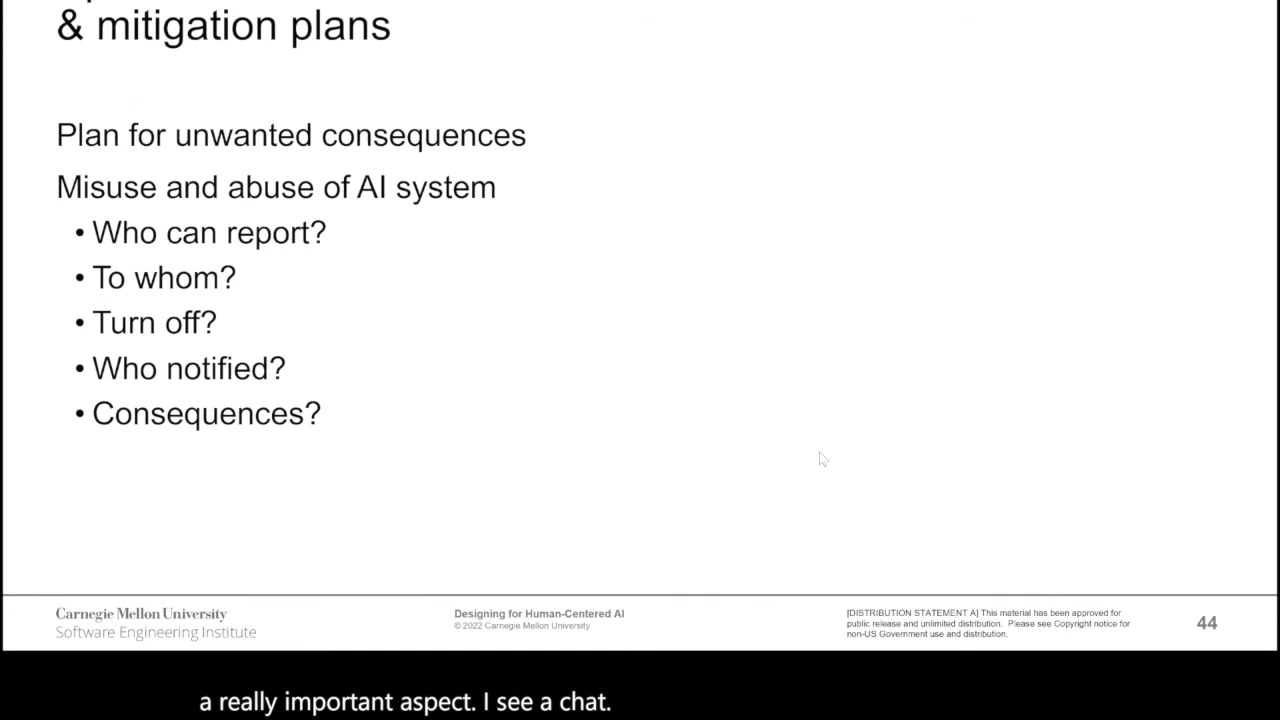 & mitigation plans
Plan for unwanted consequences
Misuse and abuse of AI system
• Who can report?
• To whom?
• Turn off?
• Who notified?
• Consequences?
Carnegie Mellon University
Software Engineering Institute
Designing for Human-Centered AI
© 2022 Carnegie Mellon University
[DISTRIBUTION STATEMENT A] This material has been approved for
public release and unlimited distribution. Please see Copyright notice for
non-US Government use and distribution.
44
a really important aspect. I see a chat.